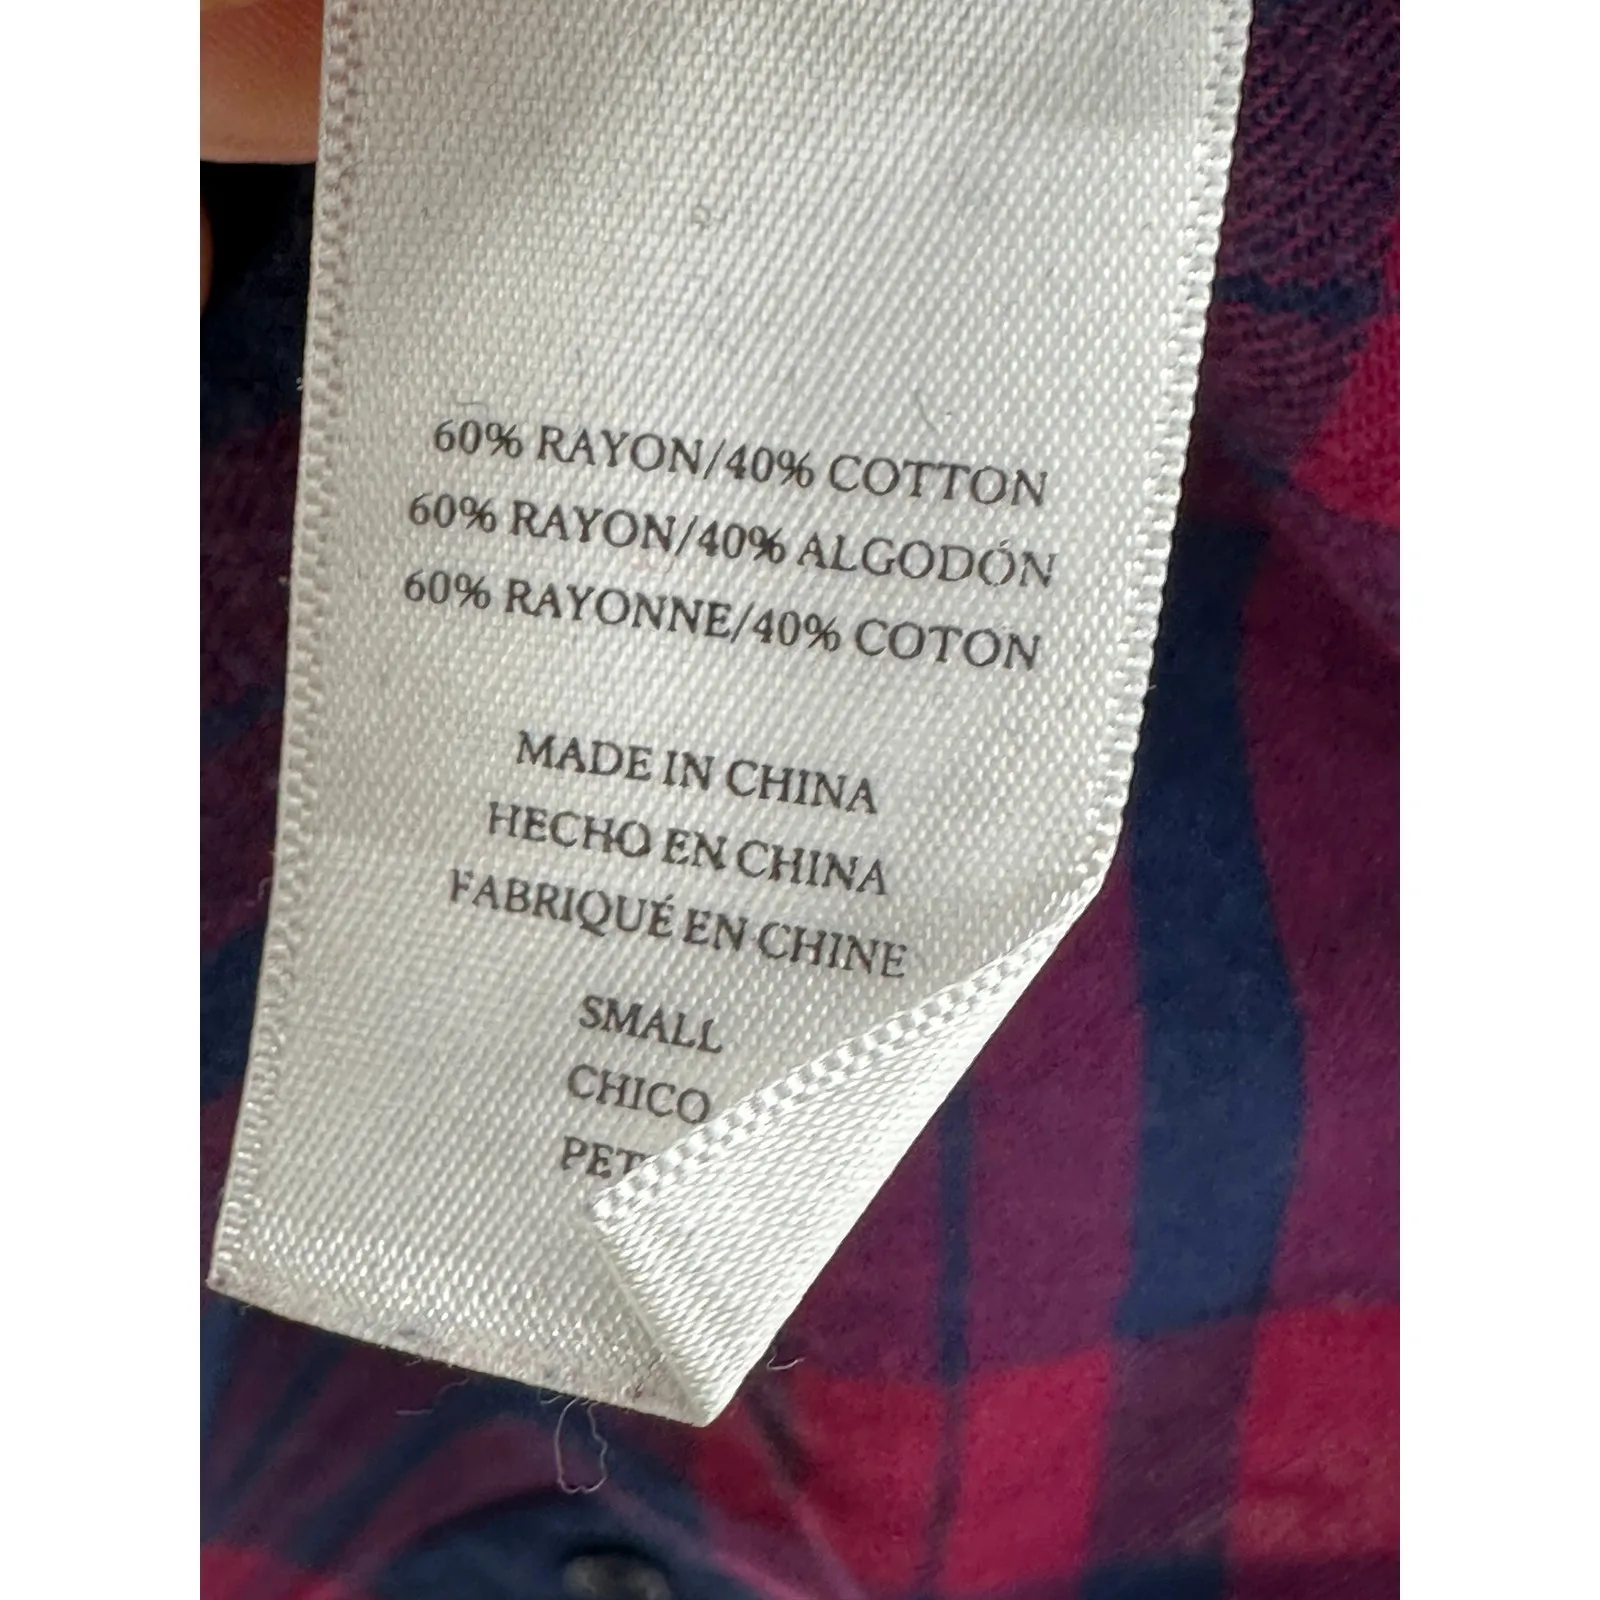 60% RAYON/40% COTTON
60% RAYON/40% ALGODÓN
60% RAYONNE/40% COTON
MADE IN CHINA
HECHO EN CHINA
FABRIQUÉ EN CHINE
SMALL
CHICO